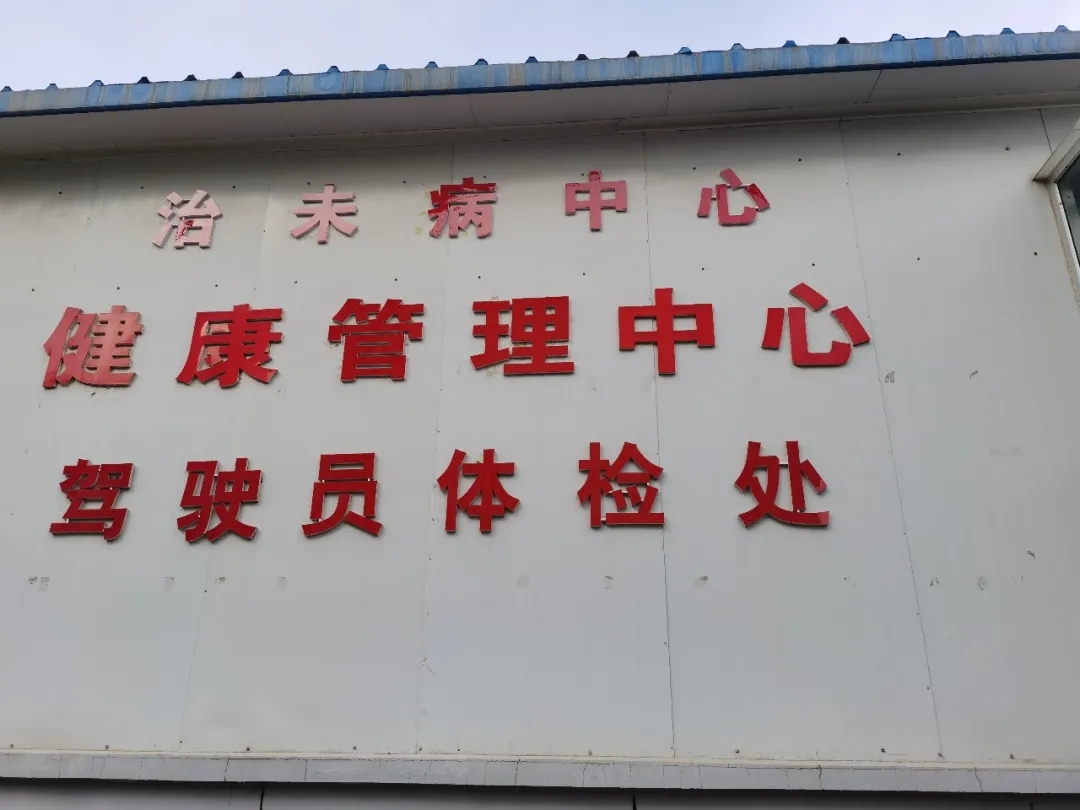 治未病中心
健康管理中心
驾驶员体检处